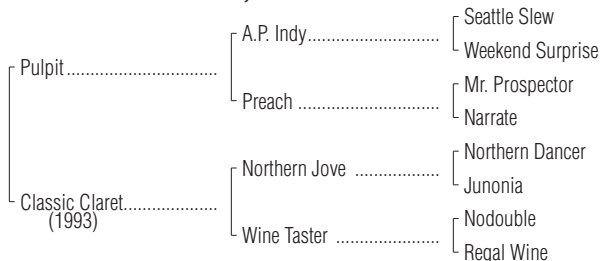 Seattle Slew
A.P. Indy..............................
Weekend Surprise
Pulpit ................................
Mr. Prospector
Preach ..............................
Narrate
Northern Dancer
Northern Jove ..................
Junonia
Classic Claret....................
(1993)
Nodouble
Wine Taster ......................
Regal Wine